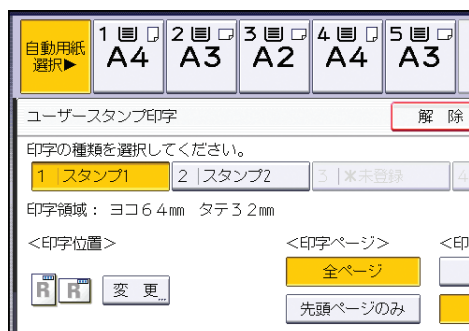 自動用紙
選択▶
1 A4
2 A3
3 A2
4 A4
5 A3
ユーザースタンプ印字
解 除
印字の種類を選択してください。
1 |スタンプ1
2 |スタンプ2
3 |✳未登録
4
印字領域： ヨコ６４㎜ タテ３２㎜
＜印字位置＞
＜印字ページ＞
＜印
R R
変 更...
全ページ
先頭ページのみ